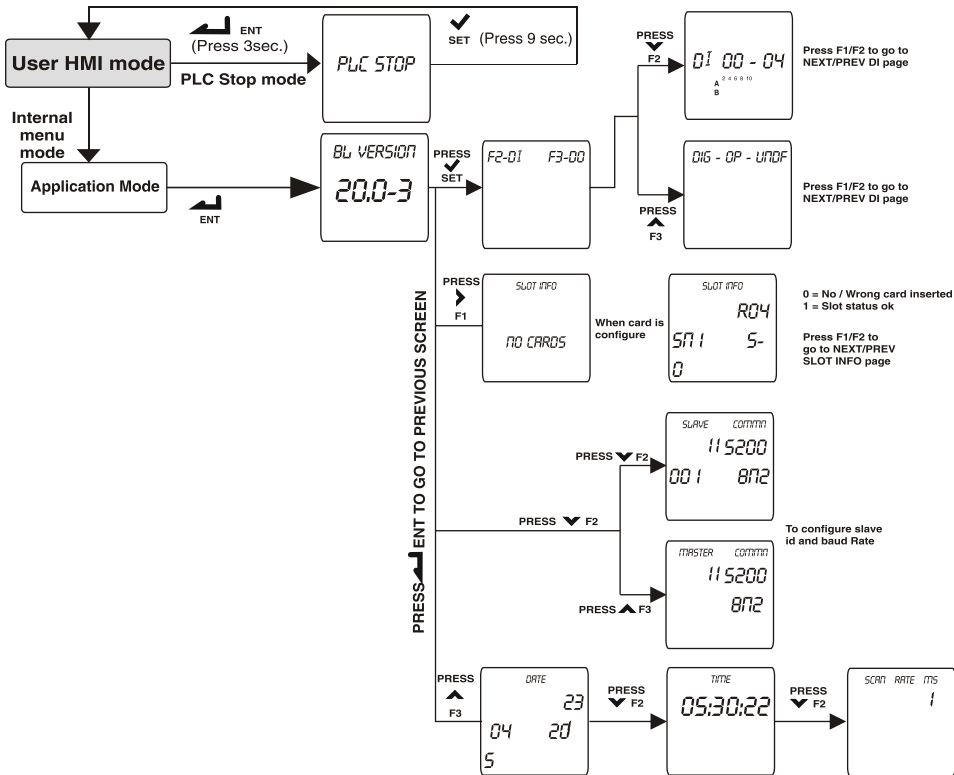 ENT
(Press 3sec.)
SET (Press 9 sec.)
User HMI mode
PLC Stop mode
PLC STOP
Internal
menu
mode
Application Mode
ENT
BL VERSION
20.0-3
PRESS
SET
F2-DI F3-DO
PRESS
F2
DI 00 - 04
2 4 6 8 10
A
B
Press F1/F2 to go to
NEXT/PREV DI page
PRESS
F3
DIG - OP - UNDF
Press F1/F2 to go to
NEXT/PREV DI page
PRESS ENT TO GO TO PREVIOUS SCREEN
PRESS
F1
SLOT INFO
NO CARDS
When card is
configure
SLOT INFO
R04
SN1 S-
0
0 = No / Wrong card inserted
1 = Slot status ok
Press F1/F2 to
go to NEXT/PREV
SLOT INFO page
PRESS F2
PRESS F2
SLAVE COMMN
115200
001 8N2
To configure slave
id and baud Rate
PRESS F3
MASTER COMMN
115200
8N2
PRESS
F3
DATE
23
04 20
5
PRESS
F2
TIME
05:30:22
PRESS
F2
SCAN RATE MS
1